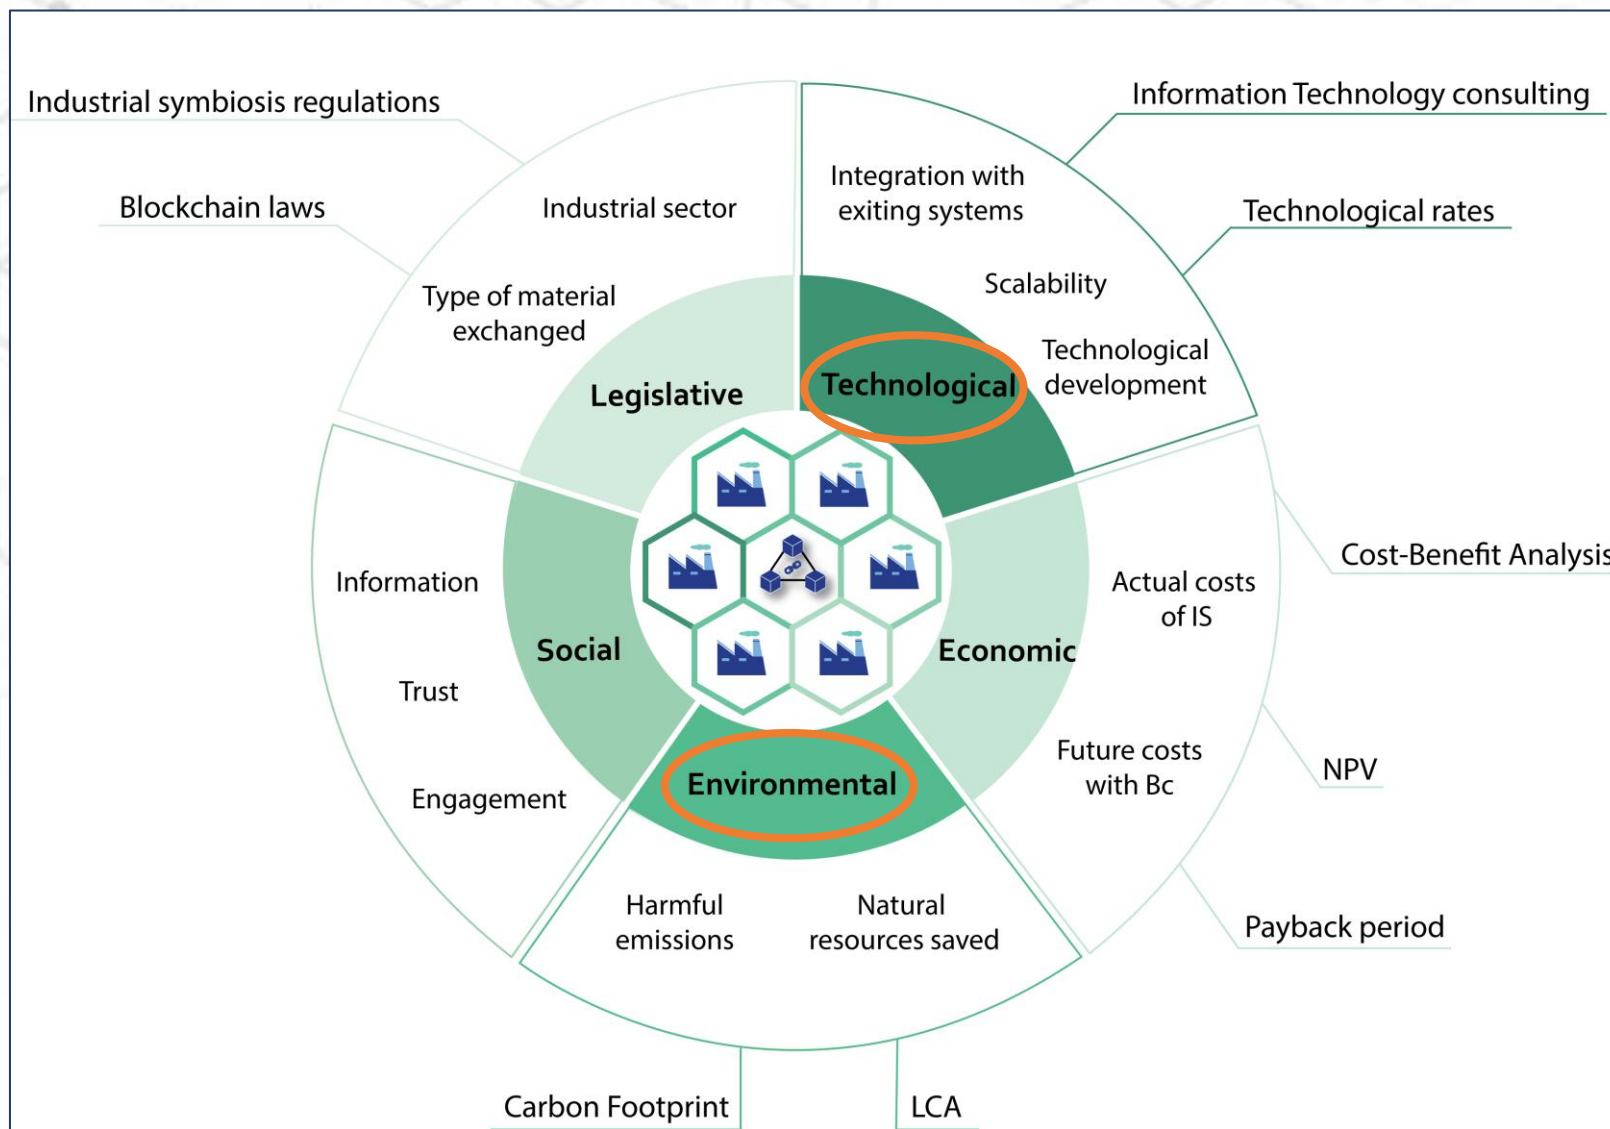 Industrial symbiosis regulations
Blockchain laws
Industrial sector
Type of material
exchanged
Legislative
Information Technology consulting
Technological rates
Integration with
exiting systems
Scalability
Technological
development
Technological
Cost-Benefit Analysis
Actual costs
of IS
Economic
NPV
Future costs
with Bc
Payback period
Information
Social
Trust
Engagement
Environmental
Harmful
emissions
Natural
resources saved
Carbon Footprint
LCA